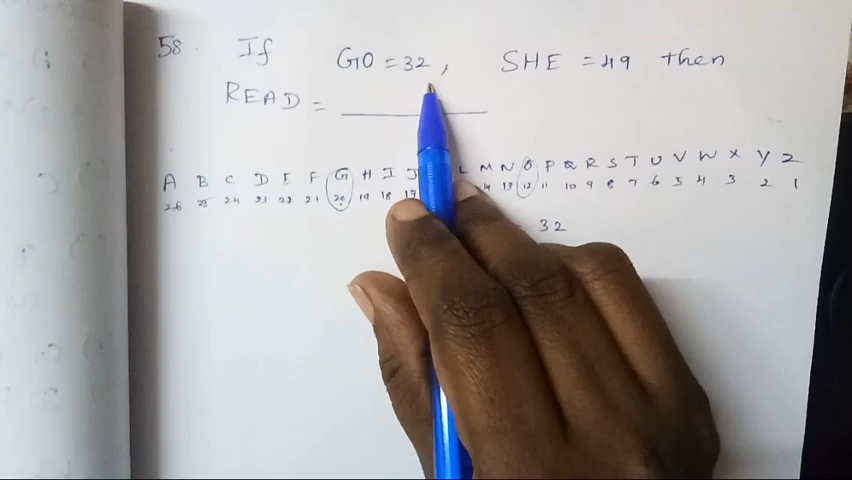 58. If GO = 32, SHE = 49 then
READ = ______
A B C D E F G H I J L M N O P Q R S T U V W X Y Z
26 25 24 23 22 21 20 19 18 17 14 13 12 11 10 9 8 7 6 5 4 3 2 1
= 32